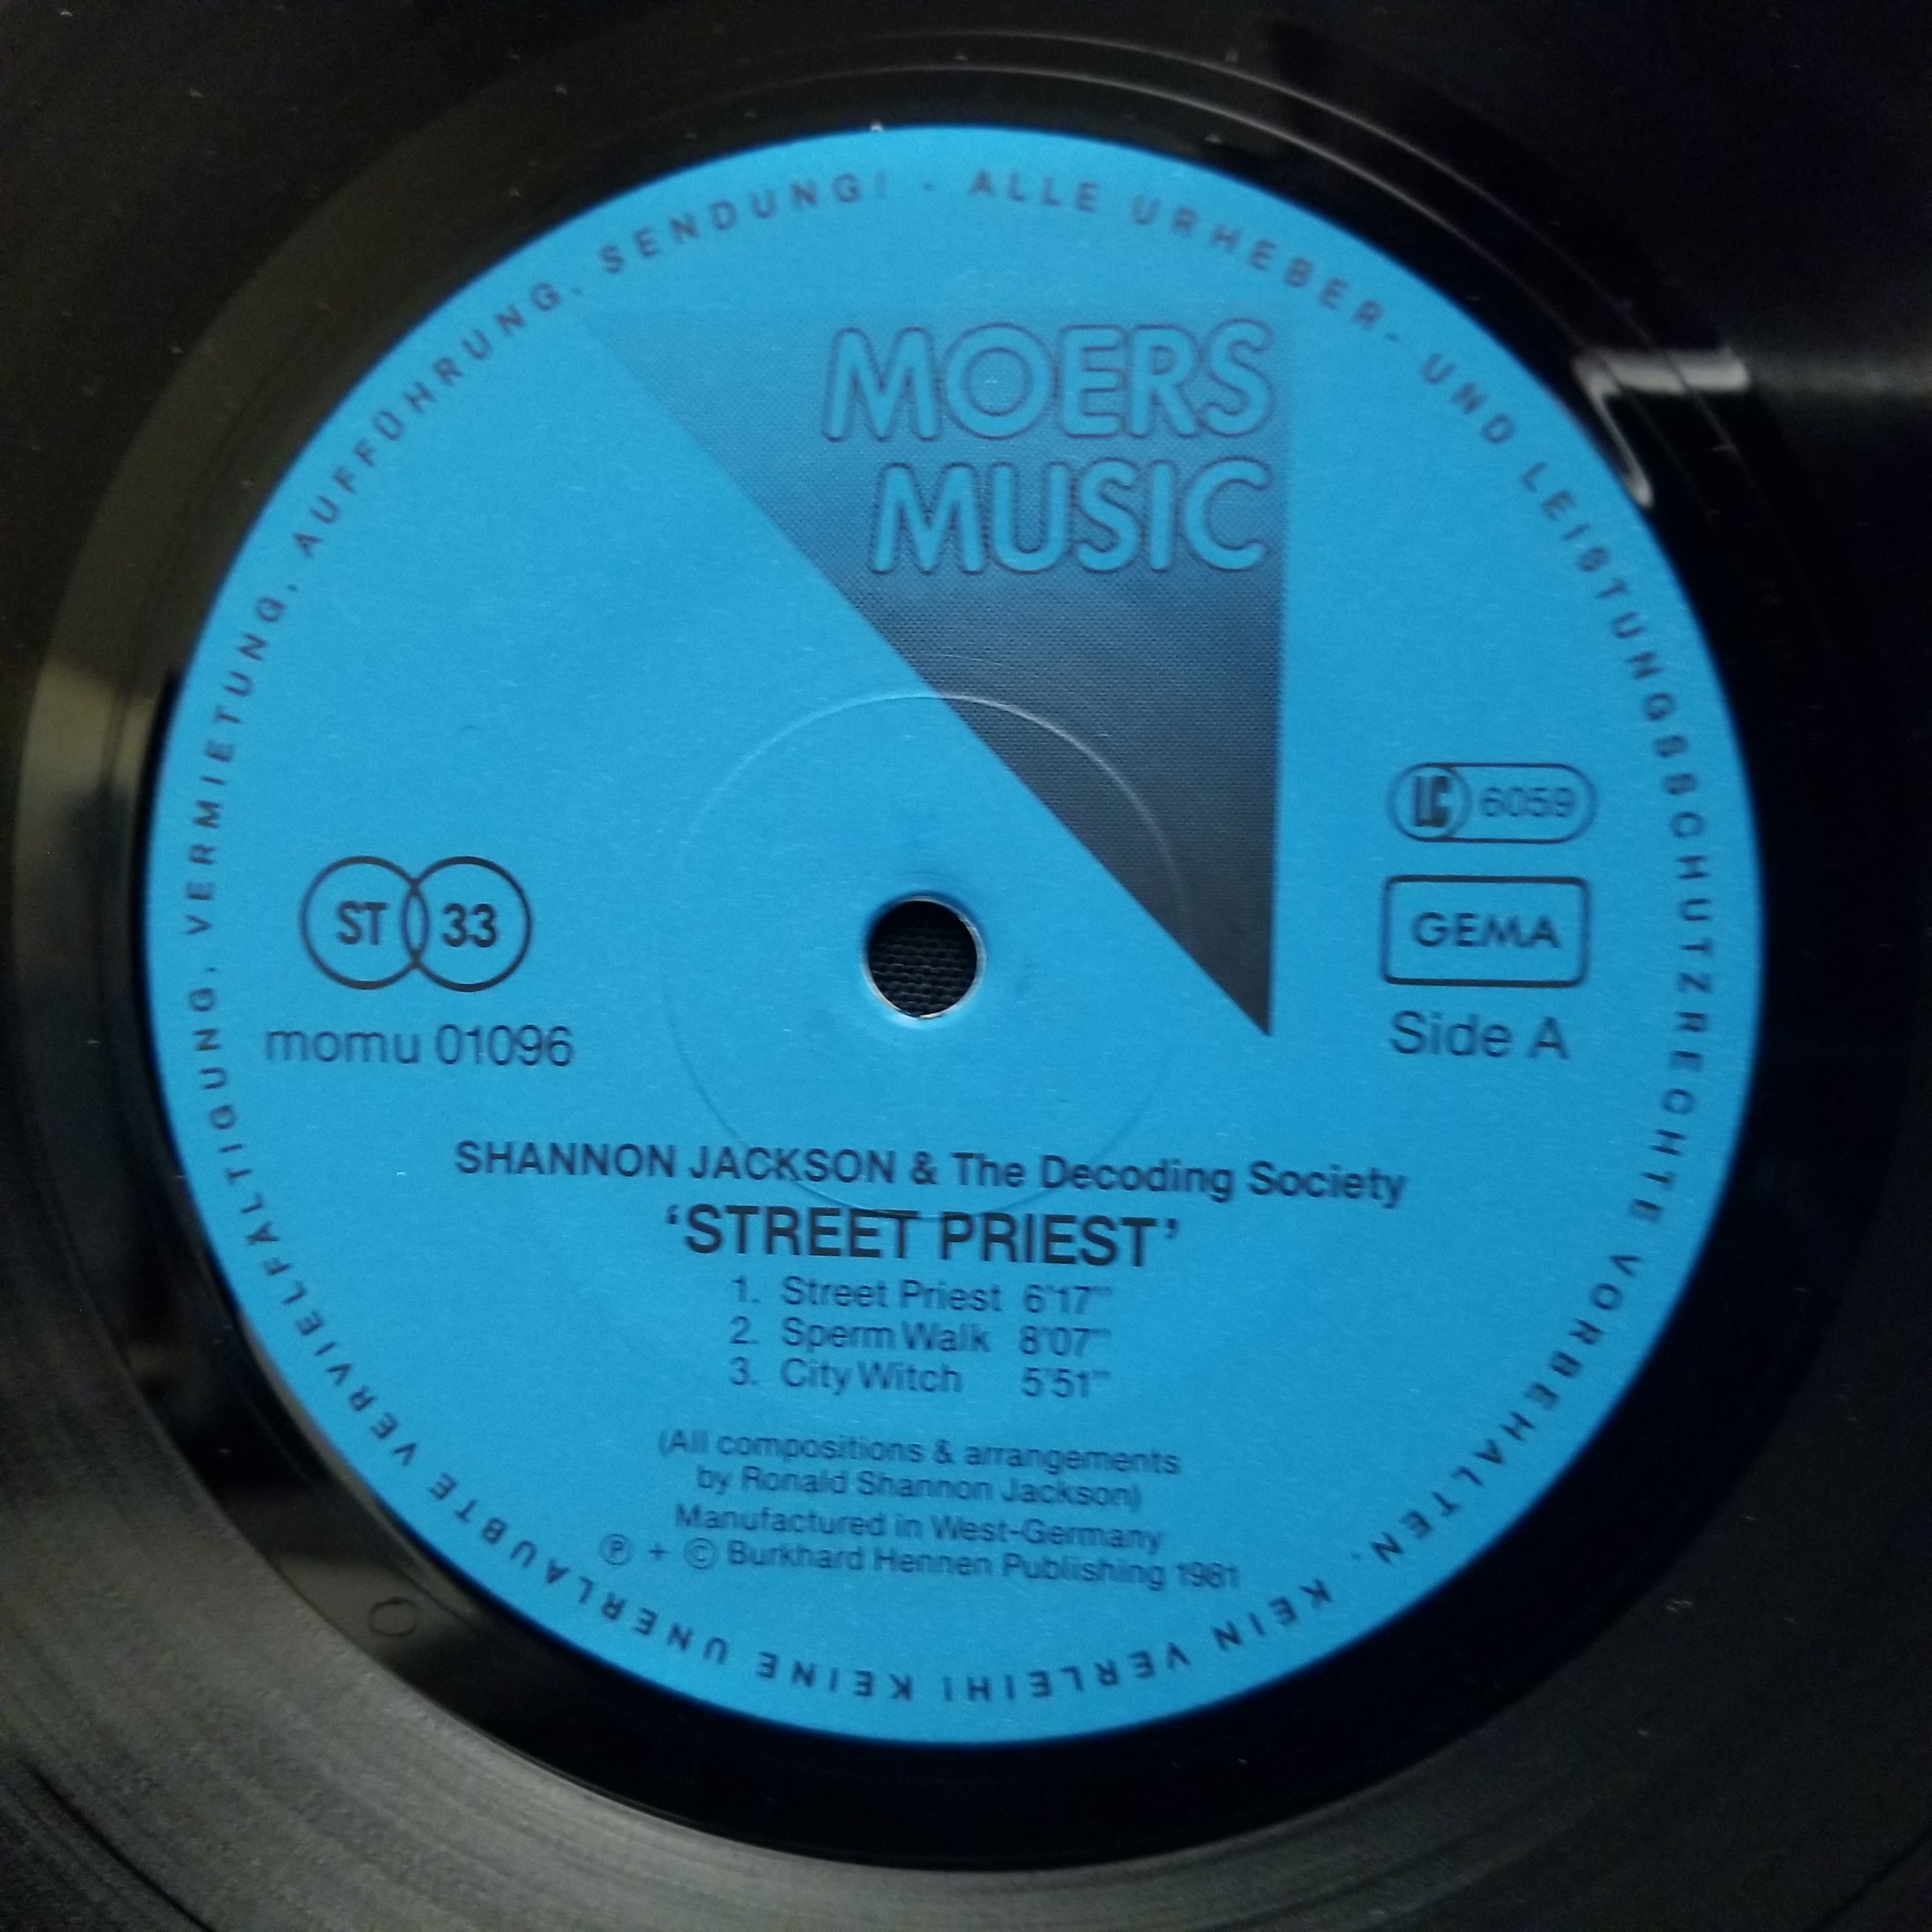 ALLE URHEBER- UND LEISTUNGSSCHUTZRECHTE VORBEHALTEN. KEIN VERLEIH! KEINE UNERLAUBTE VERVIELFÄLTIGUNG, VERMIETUNG, AUFFÜHRUNG, SENDUNG! ·
MOERS
MUSIC
LC 6059
ST 33
GEMA
momu 01096
Side A
SHANNON JACKSON & The Decoding Society
‘STREET PRIEST’
1. Street Priest 6'17'''
2. Sperm Walk 8'07'''
3. City Witch 5'51'''
(All compositions & arrangements
by Ronald Shannon Jackson)
Manufactured in West-Germany
Ⓟ + Ⓒ Burkhard Hennen Publishing 1981